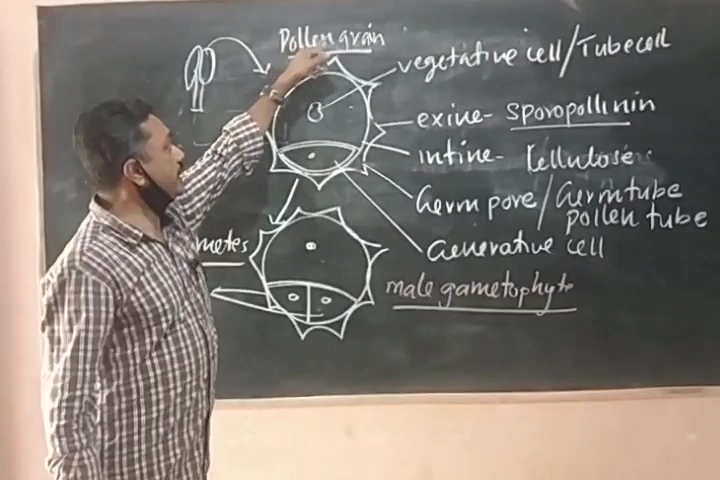 Pollen grain
vegetative cell/Tube cell
exine- sporopollinin
intine- Cellulose
Germ pore/Germ tube
pollen tube
Generative cell
metes
male gametophyte